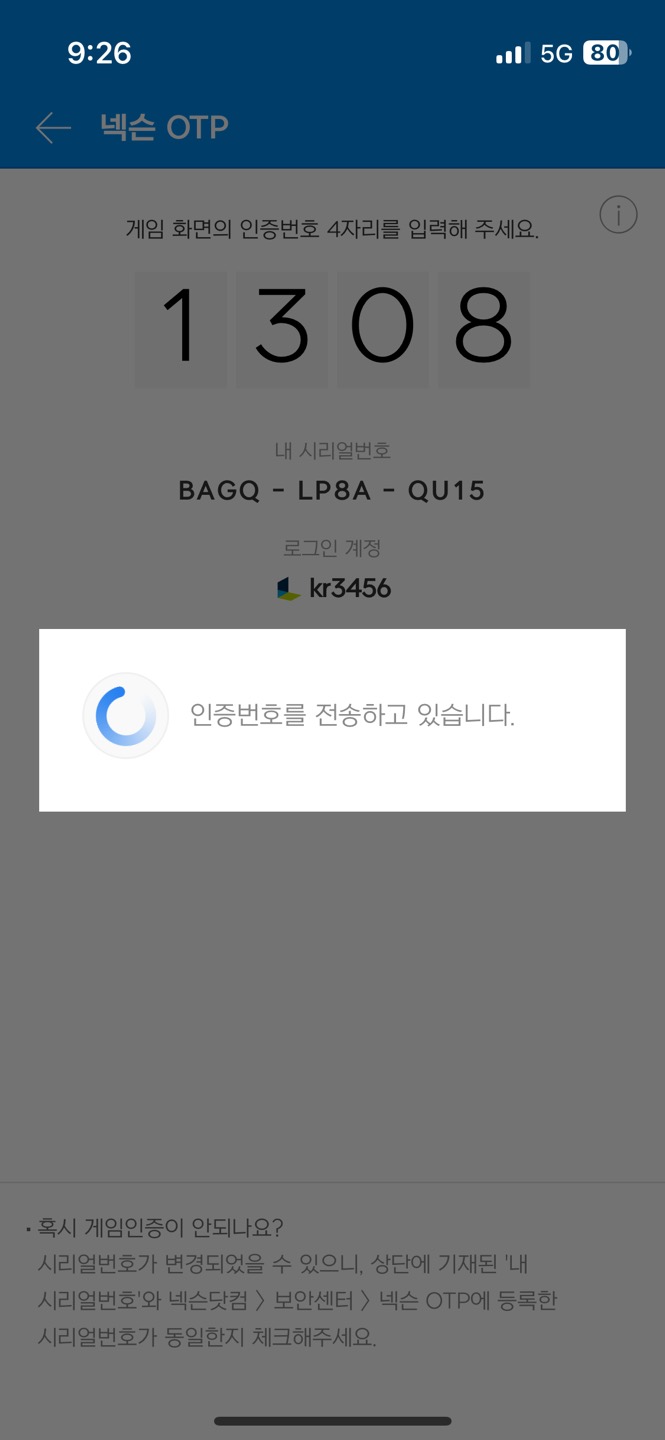 9:26
5G 80
넥슨 OTP
게임 화면의 인증번호 4자리를 입력해 주세요.
1 3 0 8
내 시리얼번호
BAGQ - LP8A - QU15
로그인 계정
kr3456
인증번호를 전송하고 있습니다.
· 혹시 게임인증이 안되나요?
시리얼번호가 변경되었을 수 있으니, 상단에 기재된 '내
시리얼번호'와 넥슨닷컴 > 보안센터 > 넥슨 OTP에 등록한
시리얼번호가 동일한지 체크해주세요.